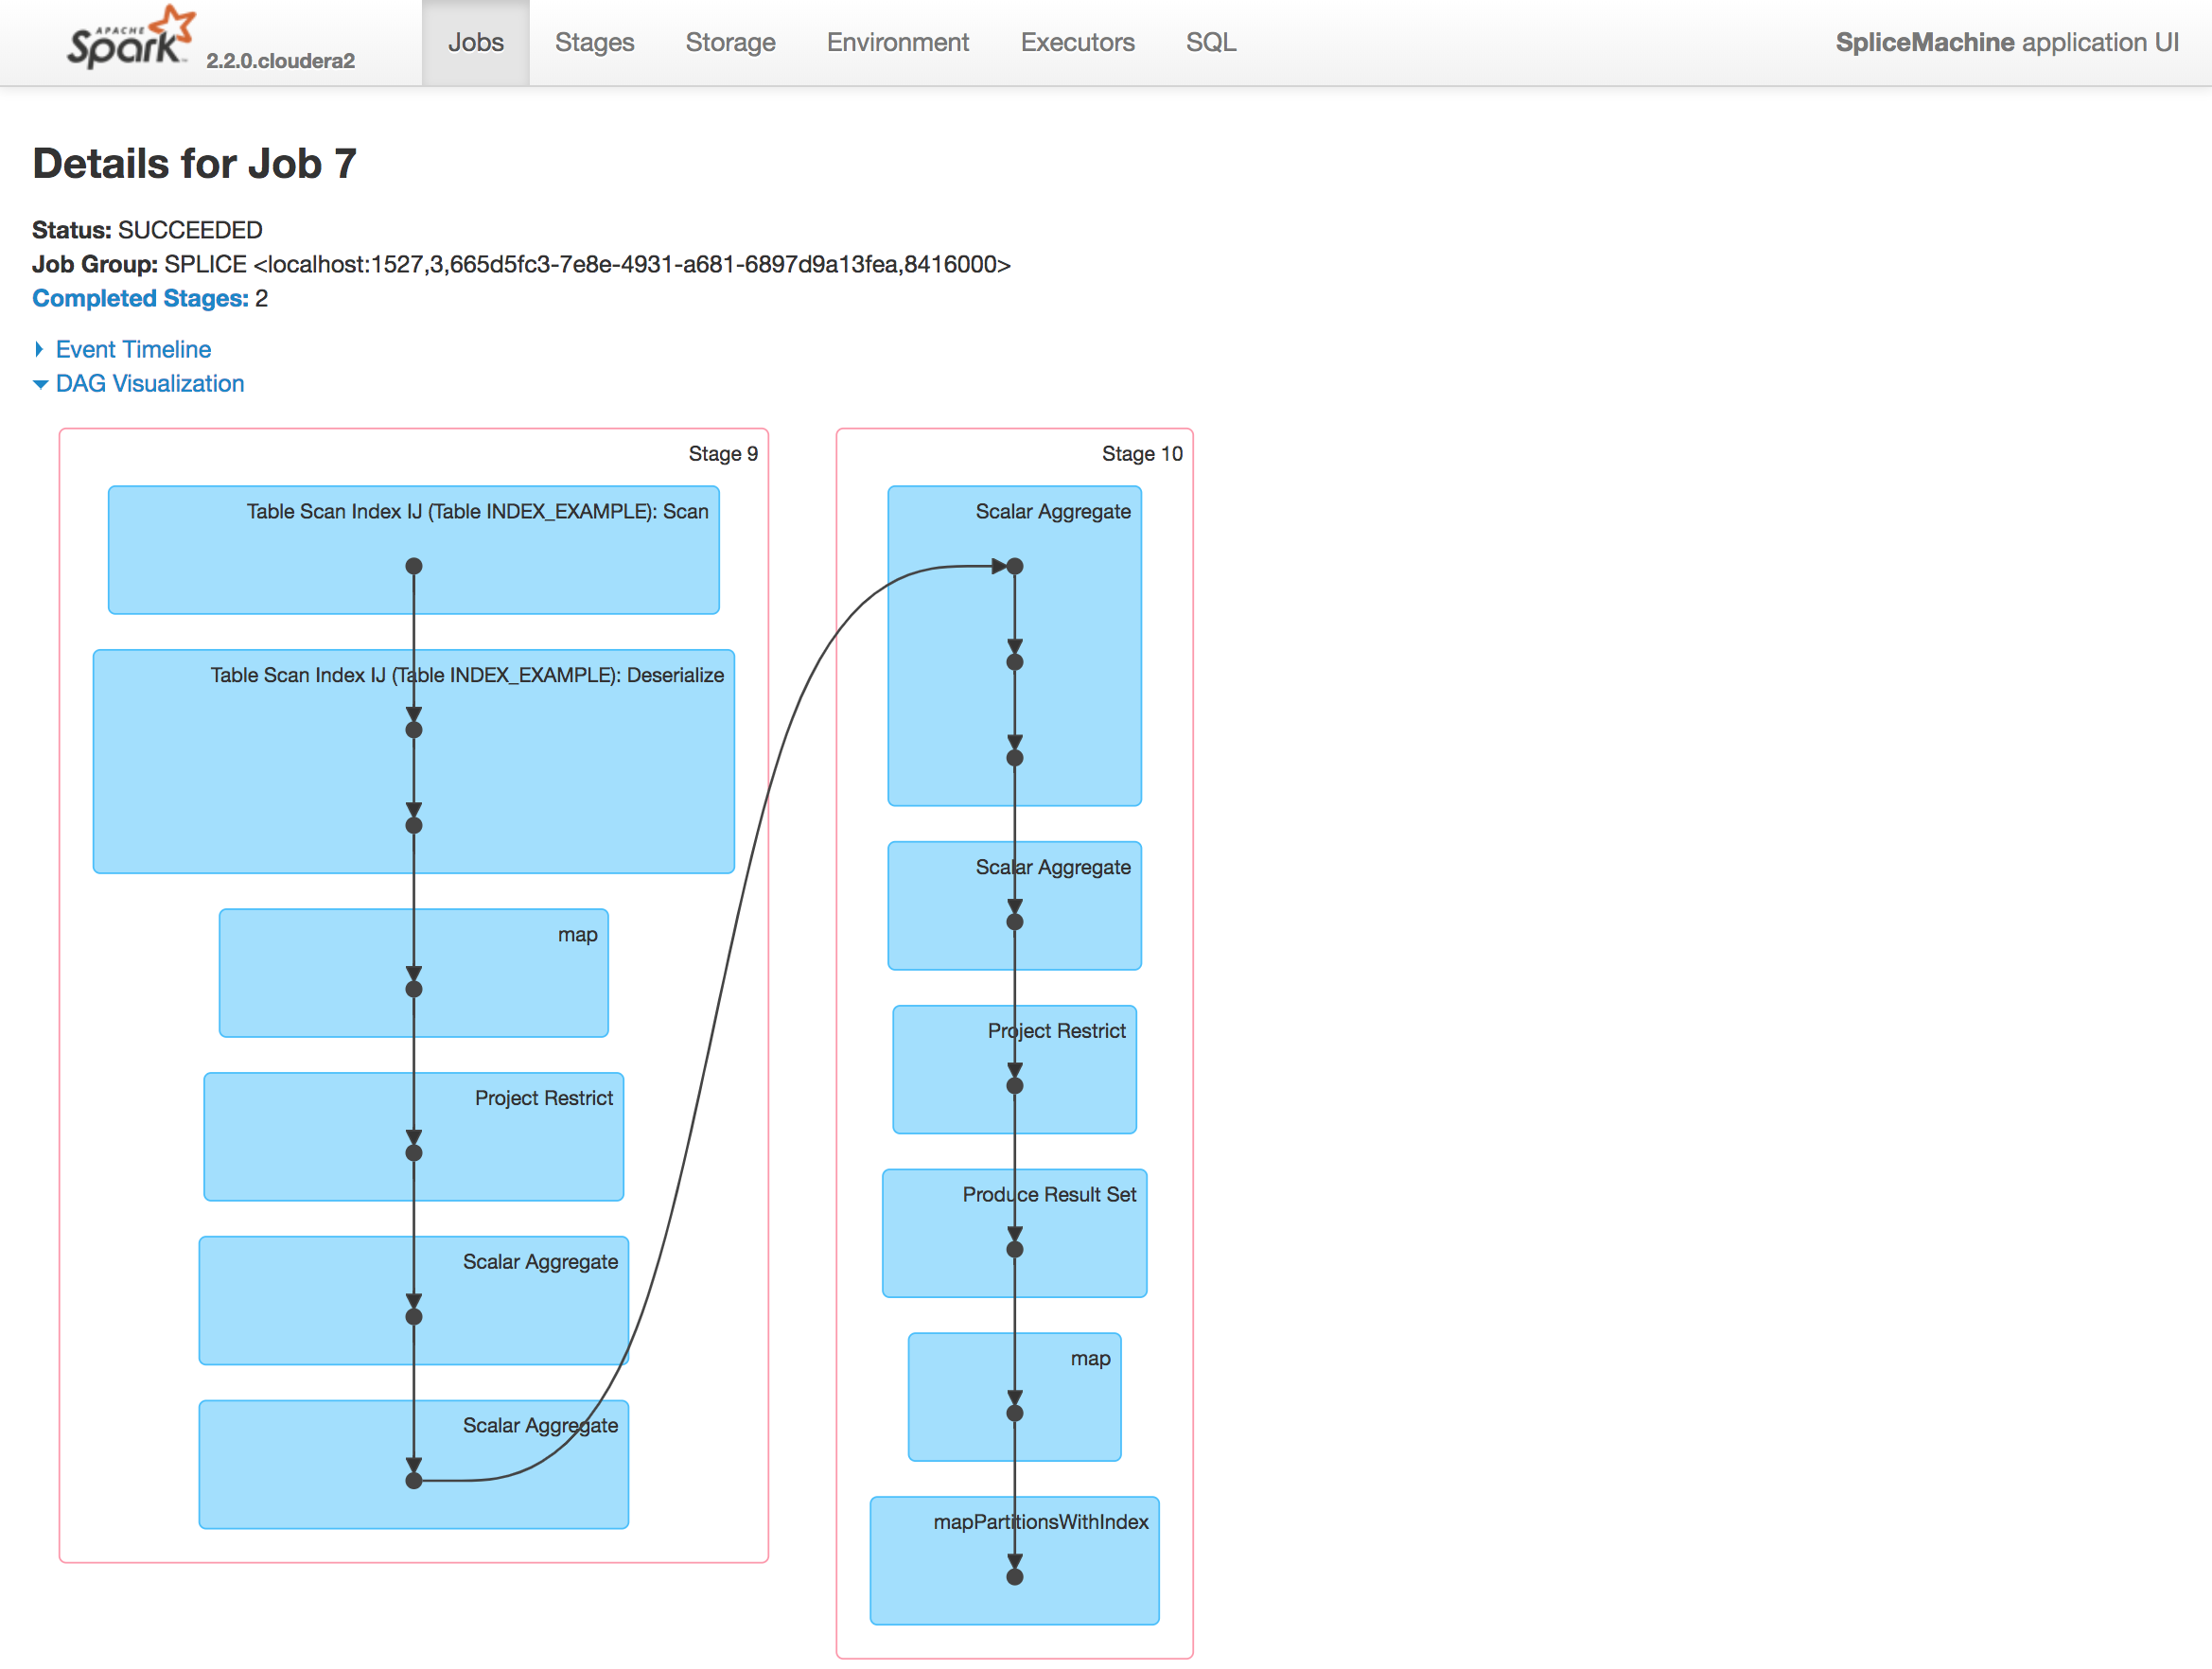 APACHE
Spark 2.2.0.cloudera2 Jobs Stages Storage Environment Executors SQL SpliceMachine application UI
Details for Job 7
Status: SUCCEEDED
Job Group: SPLICE <localhost:1527,3,665d5fc3-7e8e-4931-a681-6897d9a13fea,8416000>
Completed Stages: 2
Event Timeline
DAG Visualization
Stage 9
Table Scan Index IJ (Table INDEX_EXAMPLE): Scan
Table Scan Index IJ (Table INDEX_EXAMPLE): Deserialize
map
Project Restrict
Scalar Aggregate
Scalar Aggregate
Stage 10
Scalar Aggregate
Scalar Aggregate
Project Restrict
Produce Result Set
map
mapPartitionsWithIndex